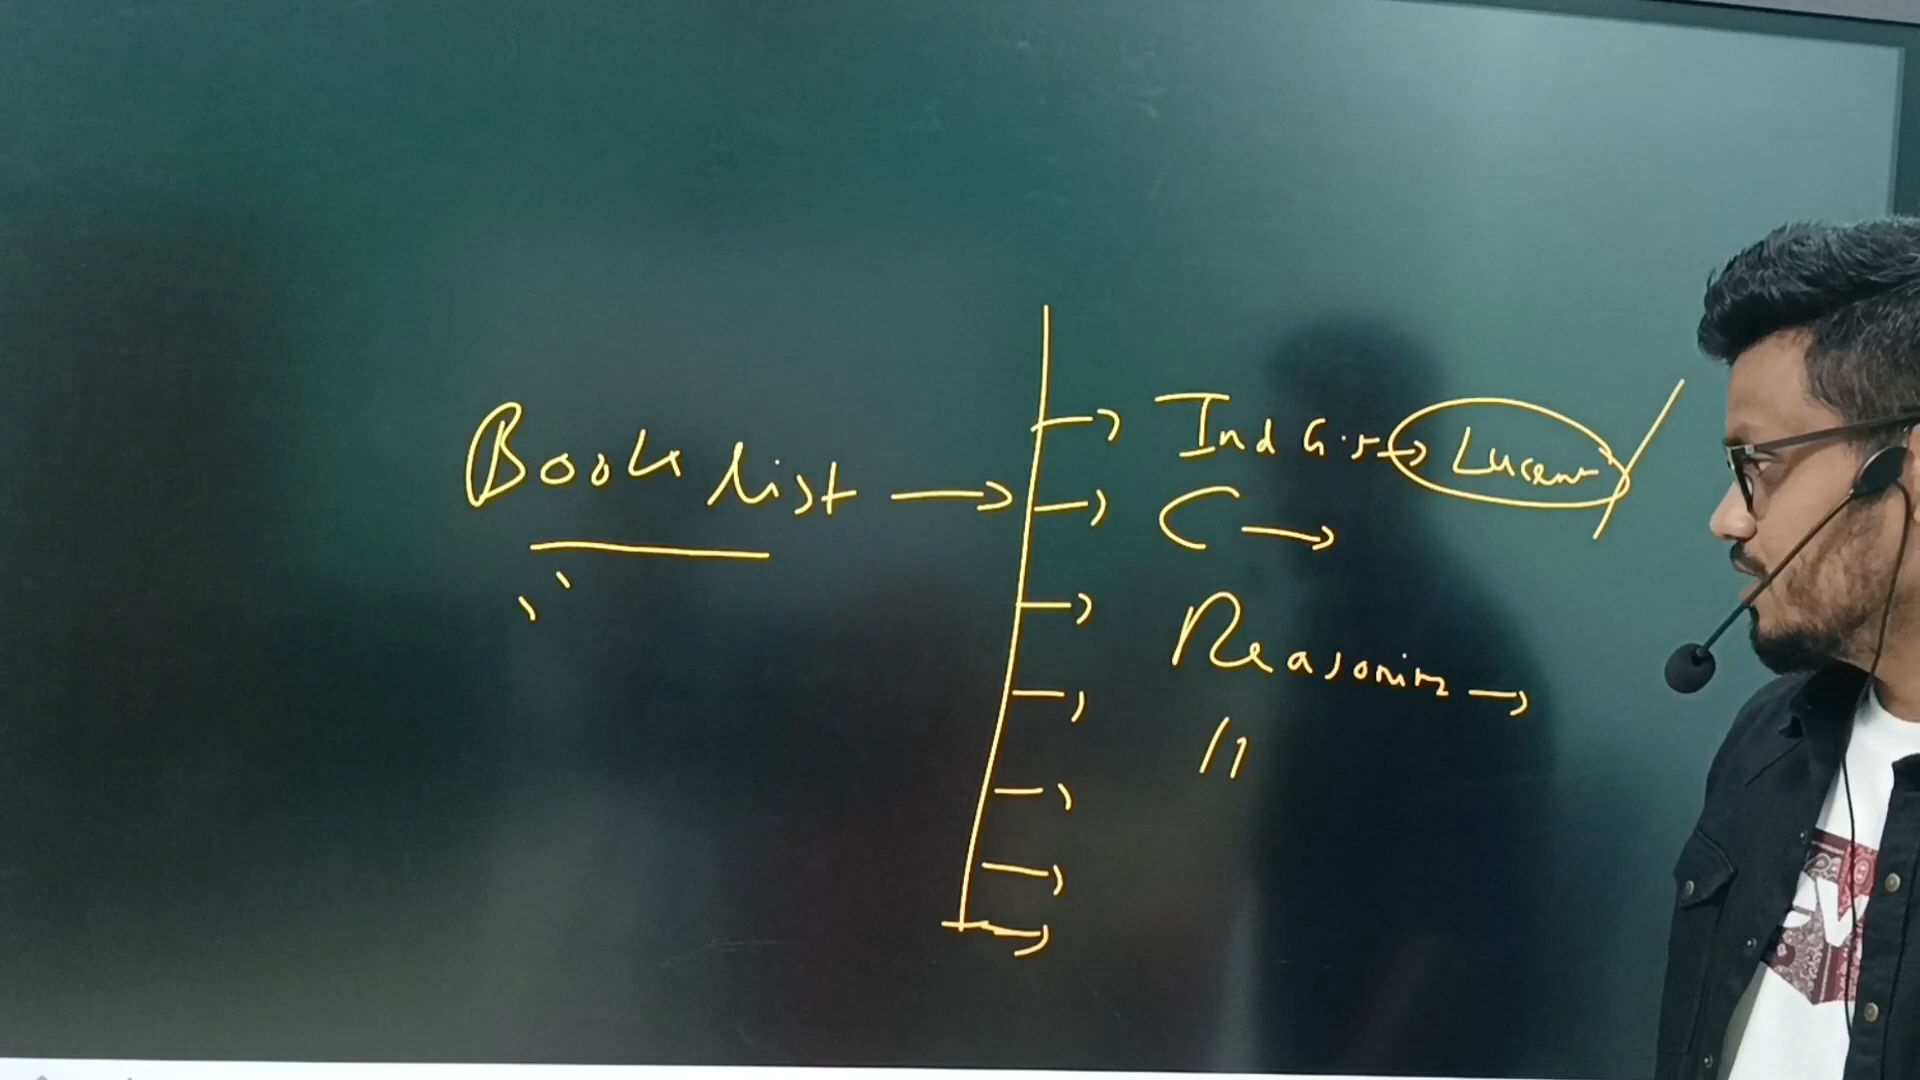 Book list →
Ind G.S → Lucent
C →
Reasoning →